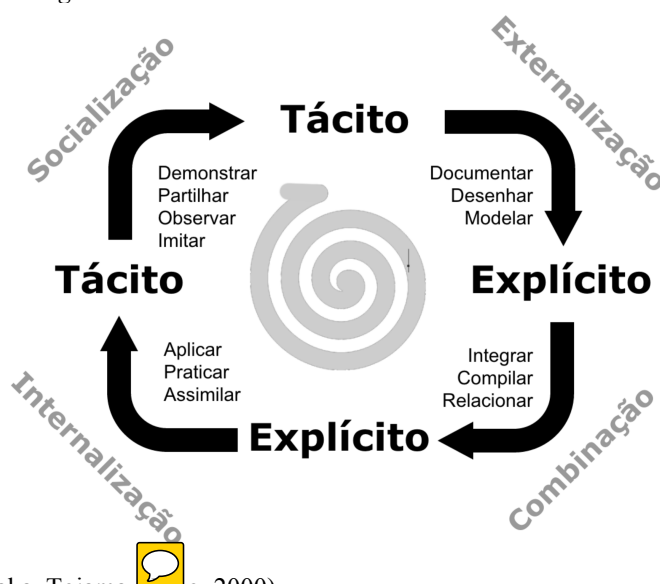 Socialização
Externalização
Tácito
Demonstrar
Partilhar
Observar
Imitar
Documentar
Desenhar
Modelar
Tácito
Explícito
Aplicar
Praticar
Assimilar
Integrar
Compilar
Relacionar
Explícito
Internalização
Combinação
2000)